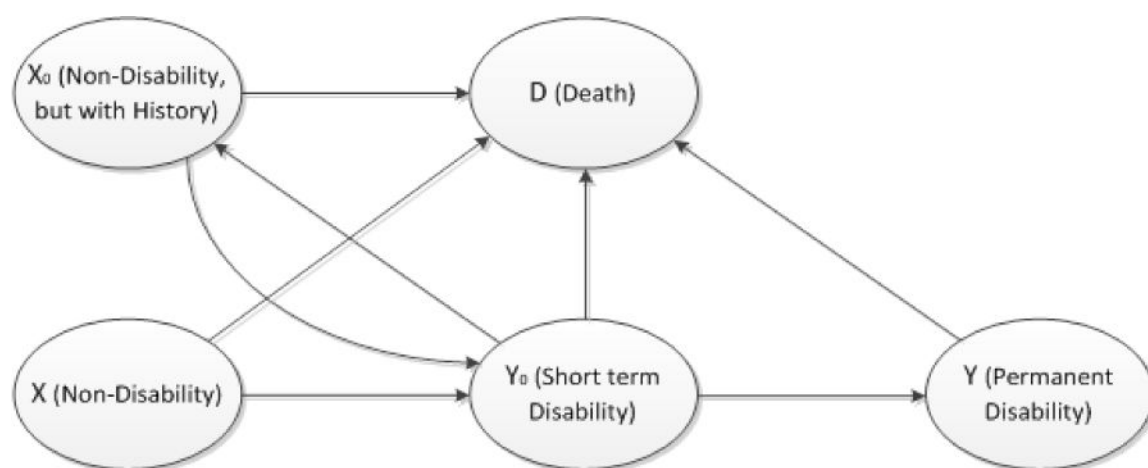 X₀ (Non-Disability,
but with History)
D (Death)
X (Non-Disability)
Y₀ (Short term
Disability)
Y (Permanent
Disability)